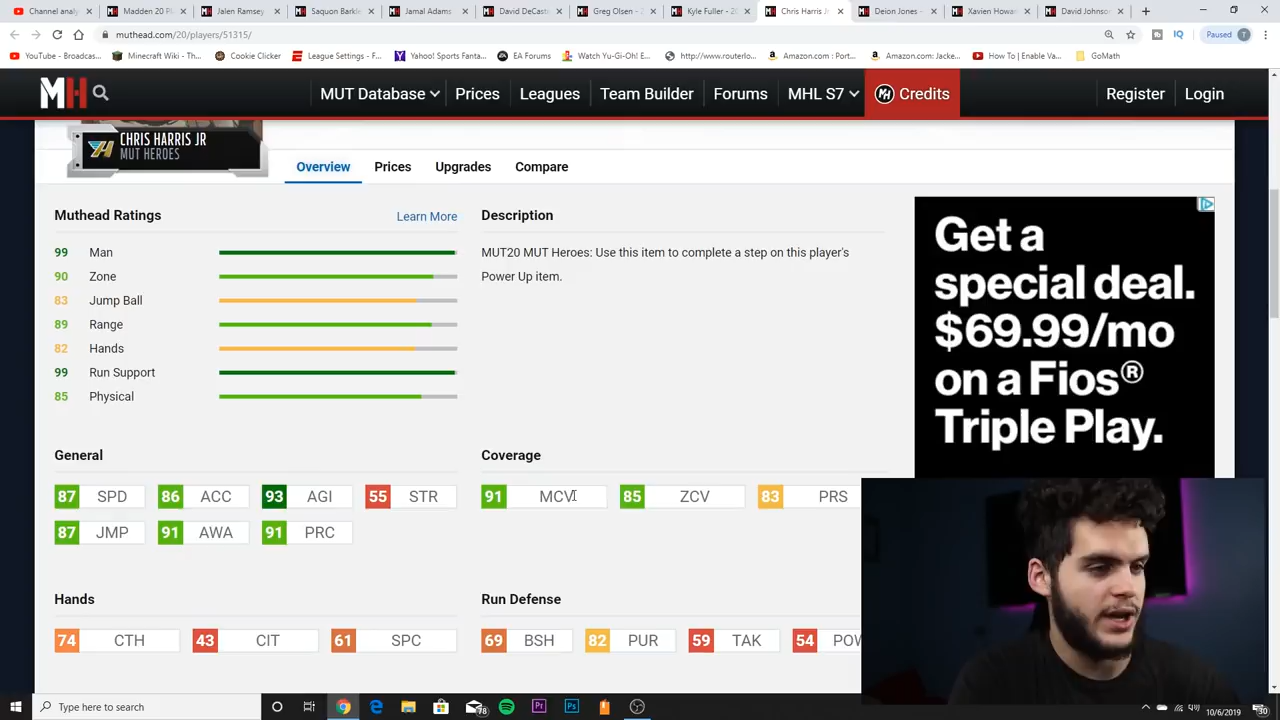 Channel analy
Madden 20 Pl
Jalen Ramsey
Saquon Barkle
Jamal Adams
David DeCasto
Greg Olsen - 2
Kyle Fuller - 20
Chris Harris Jr
Deion Jones -
Xavien Howar
David Johnson
muthead.com/20/players/51315/
Paused
YouTube - Broadcas...
Minecraft Wiki - Th...
Cookie Clicker
League Settings - F...
Yahoo! Sports Fanta...
EA Forums
Watch Yu-Gi-Oh! E...
http://www.routerlo...
Amazon.com : Port...
Amazon.com: Jacke...
How To | Enable Va...
GoMath
MH
MUT Database
Prices
Leagues
Team Builder
Forums
MHL S7
Credits
Register
Login
CHRIS HARRIS JR
MUT HEROES
Overview
Prices
Upgrades
Compare
Muthead Ratings
Learn More
99 Man
90 Zone
83 Jump Ball
89 Range
82 Hands
99 Run Support
85 Physical
Description
MUT20 MUT Heroes: Use this item to complete a step on this player's
Power Up item.
Get a
special deal.
$69.99/mo
on a Fios®
Triple Play.
General
87 SPD 86 ACC 93 AGI 55 STR
87 JMP 91 AWA 91 PRC
Coverage
91 MCV 85 ZCV 83 PRS
Hands
74 CTH 43 CIT 61 SPC
Run Defense
69 BSH 82 PUR 59 TAK 54 POW
Type here to search
78
10/6/2019
30